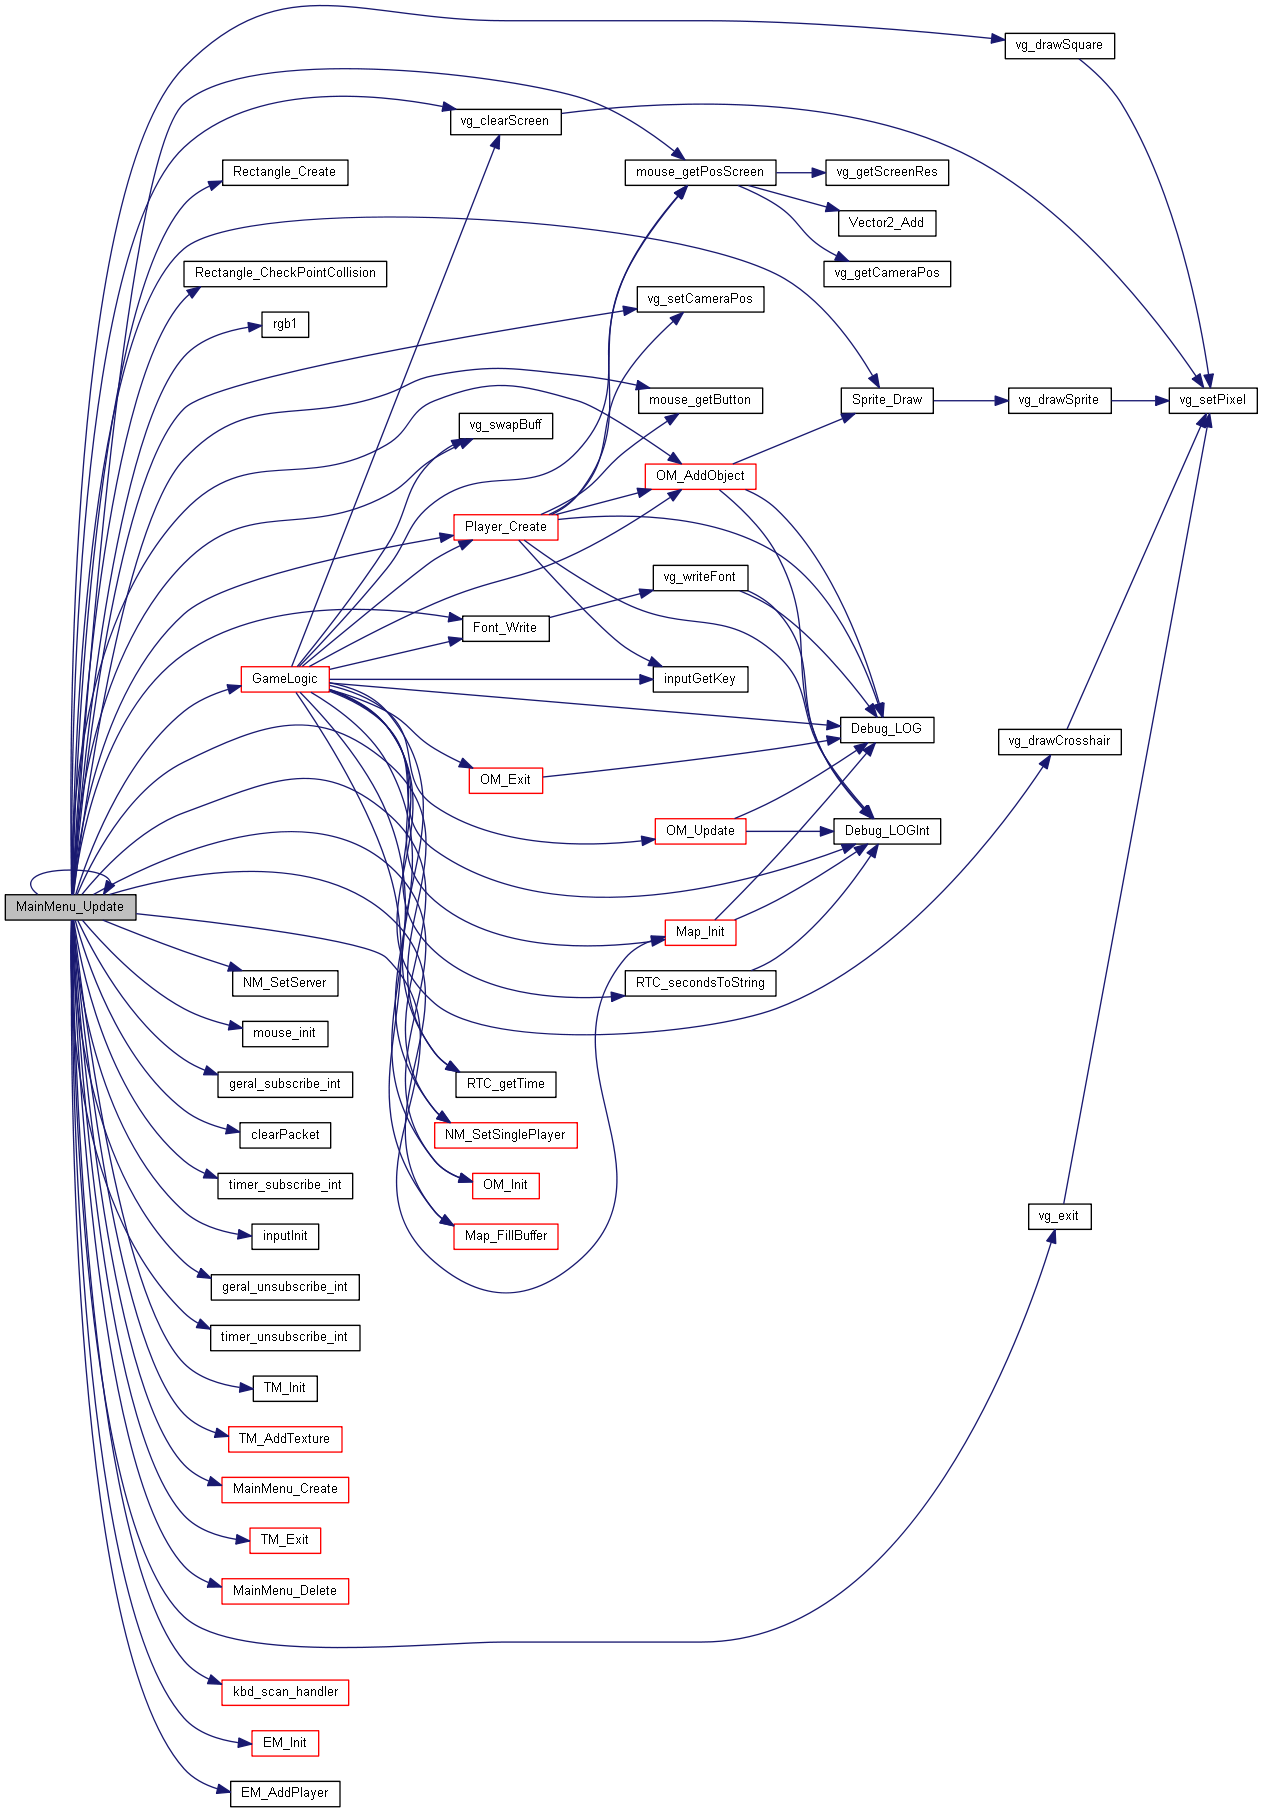 vg_drawSquare
vg_clearScreen
Rectangle_Create
mouse_getPosScreen
vg_getScreenRes
Vector2_Add
Rectangle_CheckPointCollision
vg_getCameraPos
vg_setCameraPos
rgb1
mouse_getButton
Sprite_Draw
vg_drawSprite
vg_setPixel
vg_swapBuff
OM_AddObject
Player_Create
vg_writeFont
Font_Write
GameLogic
inputGetKey
Debug_LOG
vg_drawCrosshair
OM_Exit
OM_Update
Debug_LOGInt
MainMenu_Update
Map_Init
NM_SetServer
RTC_secondsToString
mouse_init
geral_subscribe_int
RTC_getTime
clearPacket
NM_SetSinglePlayer
timer_subscribe_int
OM_Init
vg_exit
inputInit
Map_FillBuffer
geral_unsubscribe_int
timer_unsubscribe_int
TM_Init
TM_AddTexture
MainMenu_Create
TM_Exit
MainMenu_Delete
kbd_scan_handler
EM_Init
EM_AddPlayer